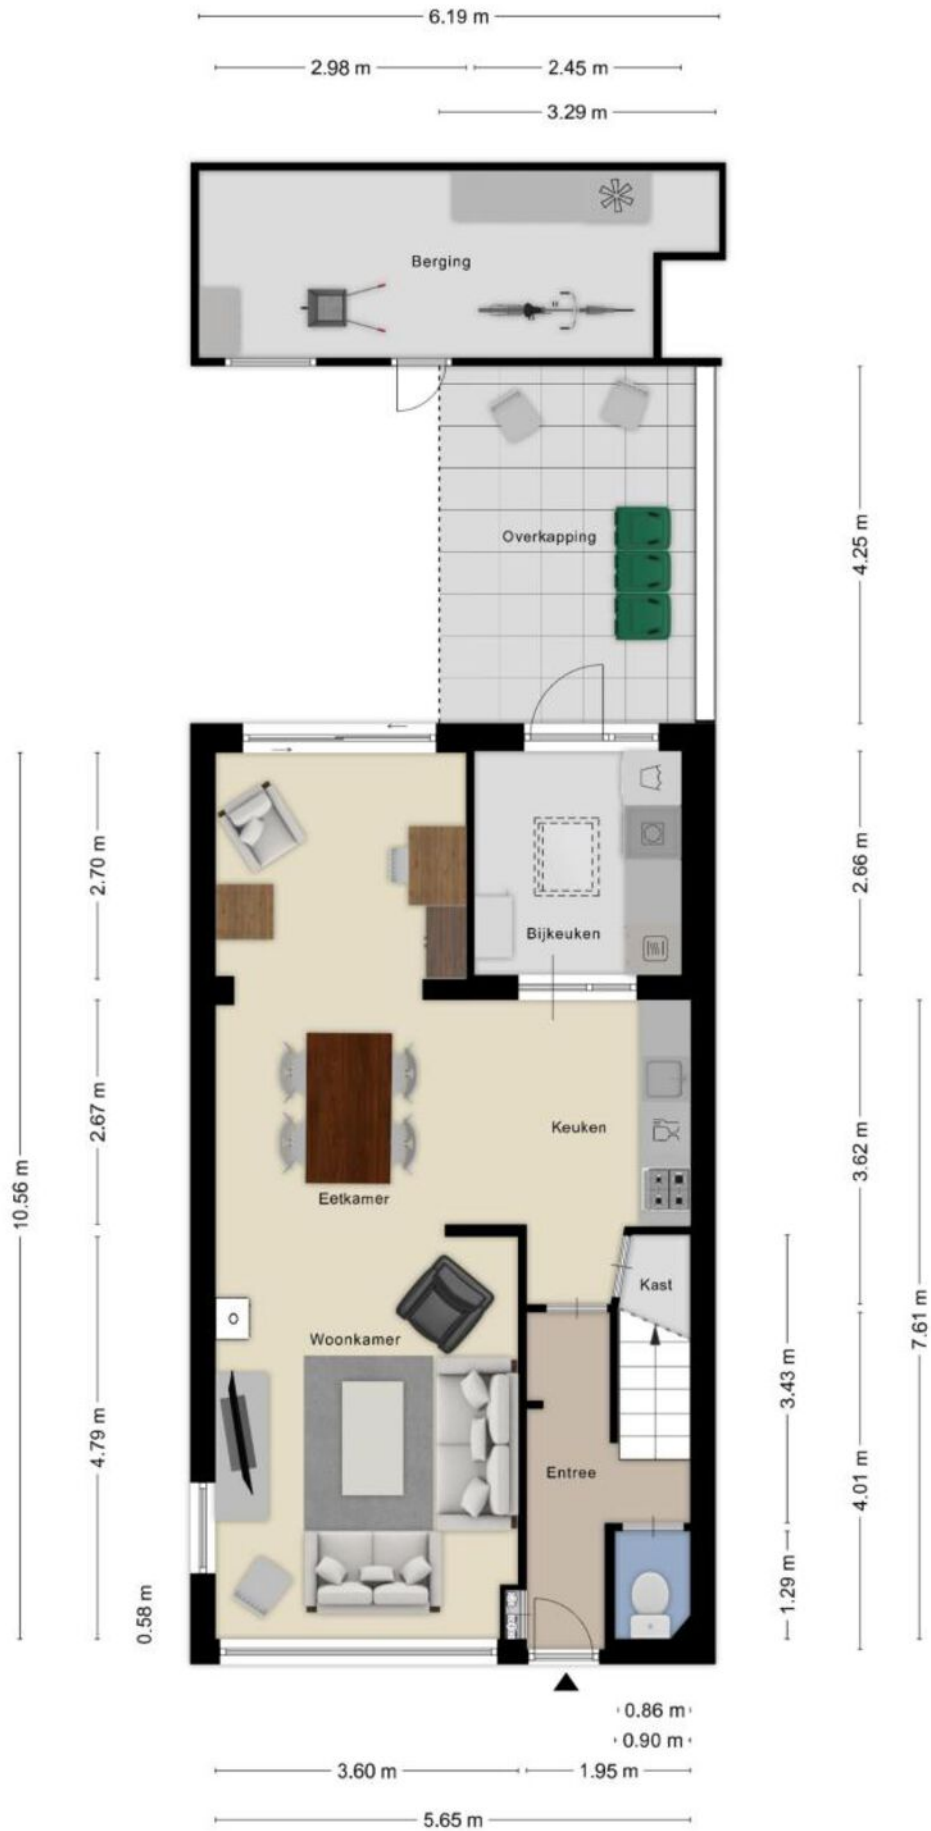 6.19 m
2.98 m
2.45 m
3.29 m
Berging
Overkapping
4.25 m
2.70 m
2.66 m
Bijkeuken
2.67 m
Keuken
3.62 m
10.56 m
Eetkamer
Kast
7.61 m
Woonkamer
3.43 m
4.79 m
Entree
4.01 m
1.29 m
0.58 m
0.86 m
0.90 m
3.60 m
1.95 m
5.65 m